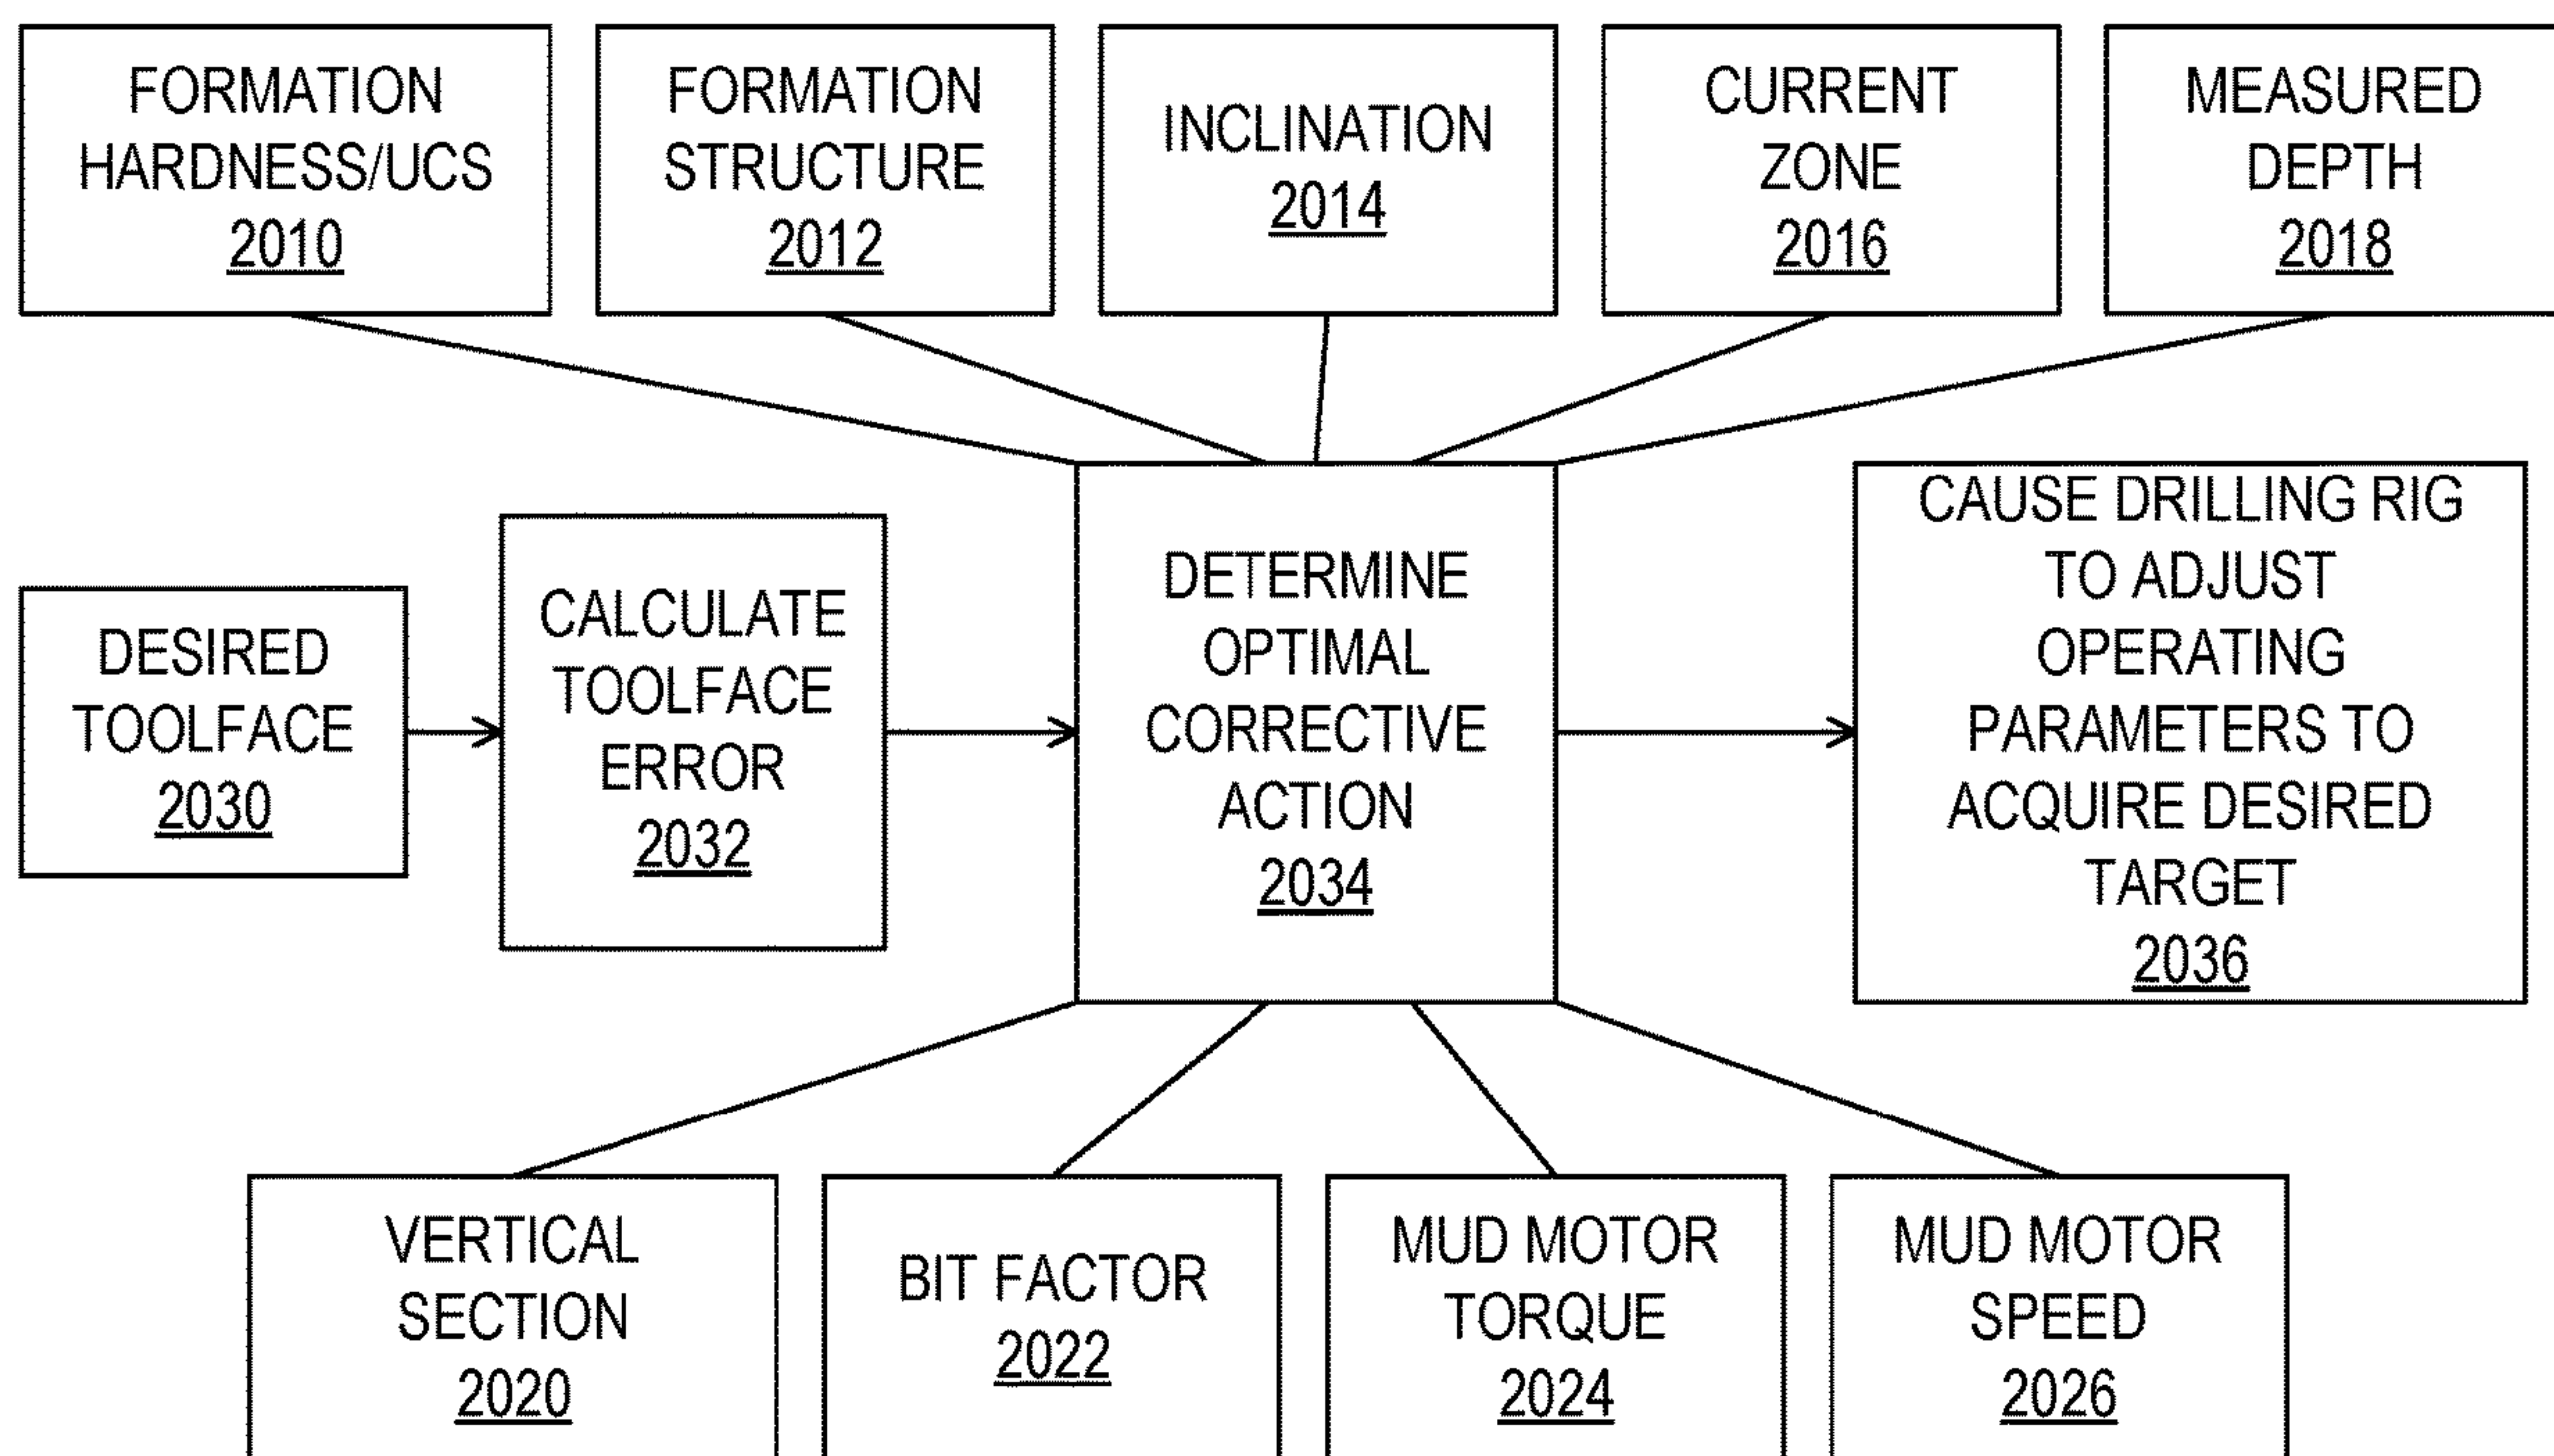 FORMATION
HARDNESS/UCS
2010
FORMATION
STRUCTURE
2012
INCLINATION
2014
CURRENT
ZONE
2016
MEASURED
DEPTH
2018
DESIRED
TOOLFACE
2030
CALCULATE
TOOLFACE
ERROR
2032
DETERMINE
OPTIMAL
CORRECTIVE
ACTION
2034
CAUSE DRILLING RIG
TO ADJUST
OPERATING
PARAMETERS TO
ACQUIRE DESIRED
TARGET
2036
VERTICAL
SECTION
2020
BIT FACTOR
2022
MUD MOTOR
TORQUE
2024
MUD MOTOR
SPEED
2026